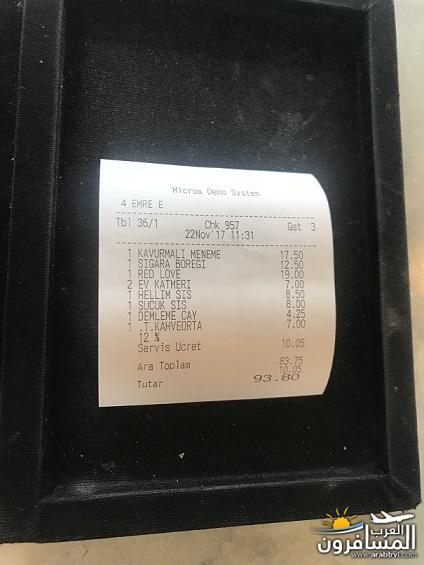 Micros Demo System
4 EMRE E
Tbl 36/1 Chk 957 Gst 3
22Nov'17 11:31
1 KAVURMALI MENEME 17.50
1 SIGARA BOREGI 12.50
1 RED LOVE 19.00
2 EV KATMERI 7.00
1 HELLIM SIS 8.50
1 SUCUK SIS 8.00
1 DEMLEME CAY 4.25
1 .T.KAHVEORTA 7.00
12 %
Servis Ucret 10.05
Ara Toplam 83.75
10.05
Tutar 93.80
العرب
المسافرون
www.arabtrvl.com